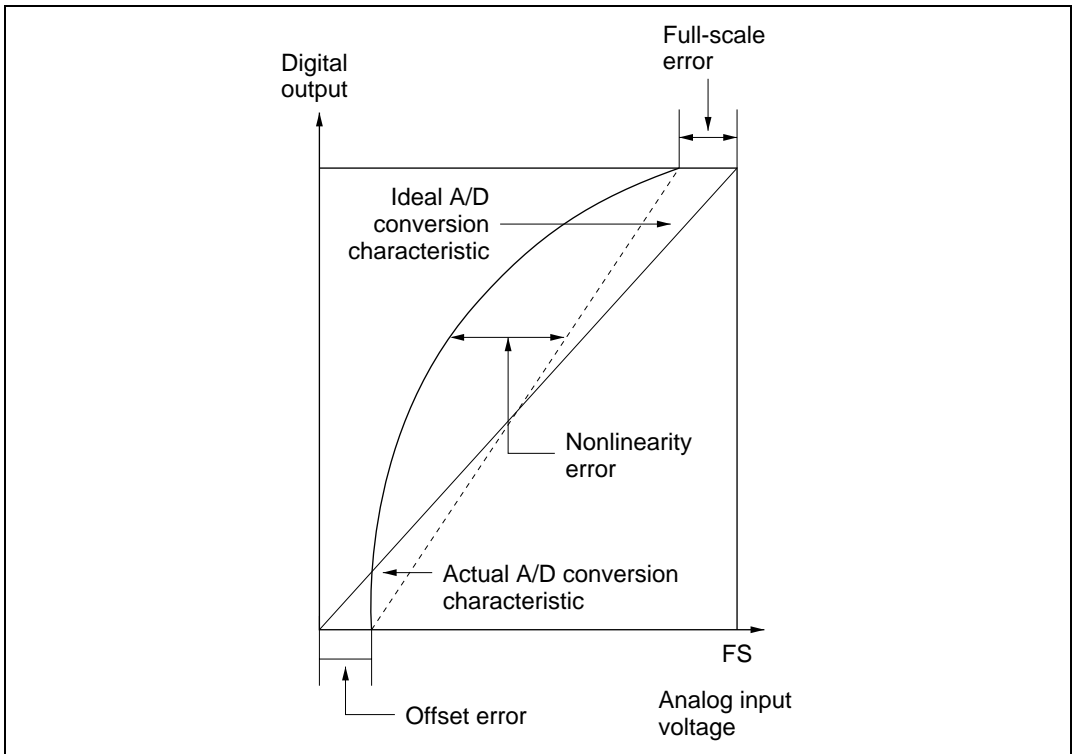 Full-scale
error
Digital
output
Ideal A/D
conversion
characteristic
Nonlinearity
error
Actual A/D conversion
characteristic
FS
Offset error
Analog input
voltage